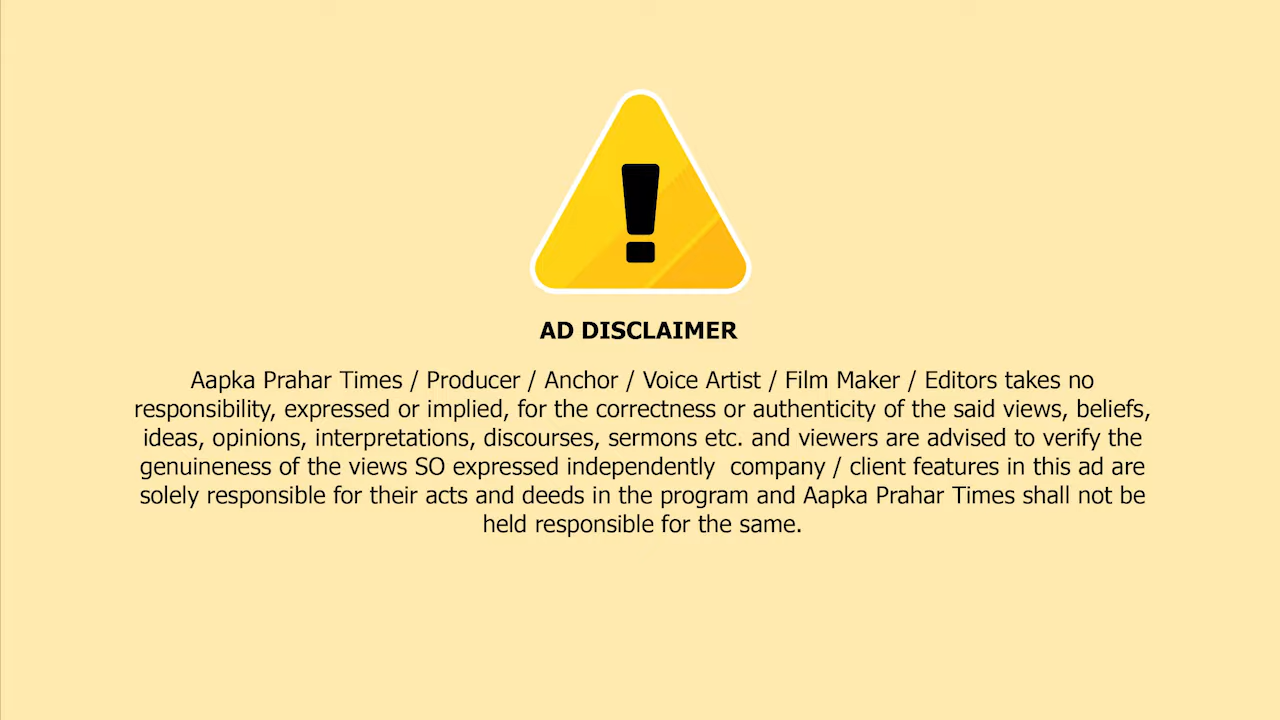 AD DISCLAIMER
Aapka Prahar Times / Producer / Anchor / Voice Artist / Film Maker / Editors takes no
responsibility, expressed or implied, for the correctness or authenticity of the said views, beliefs,
ideas, opinions, interpretations, discourses, sermons etc. and viewers are advised to verify the
genuineness of the views SO expressed independently  company / client features in this ad are
solely responsible for their acts and deeds in the program and Aapka Prahar Times shall not be
held responsible for the same.